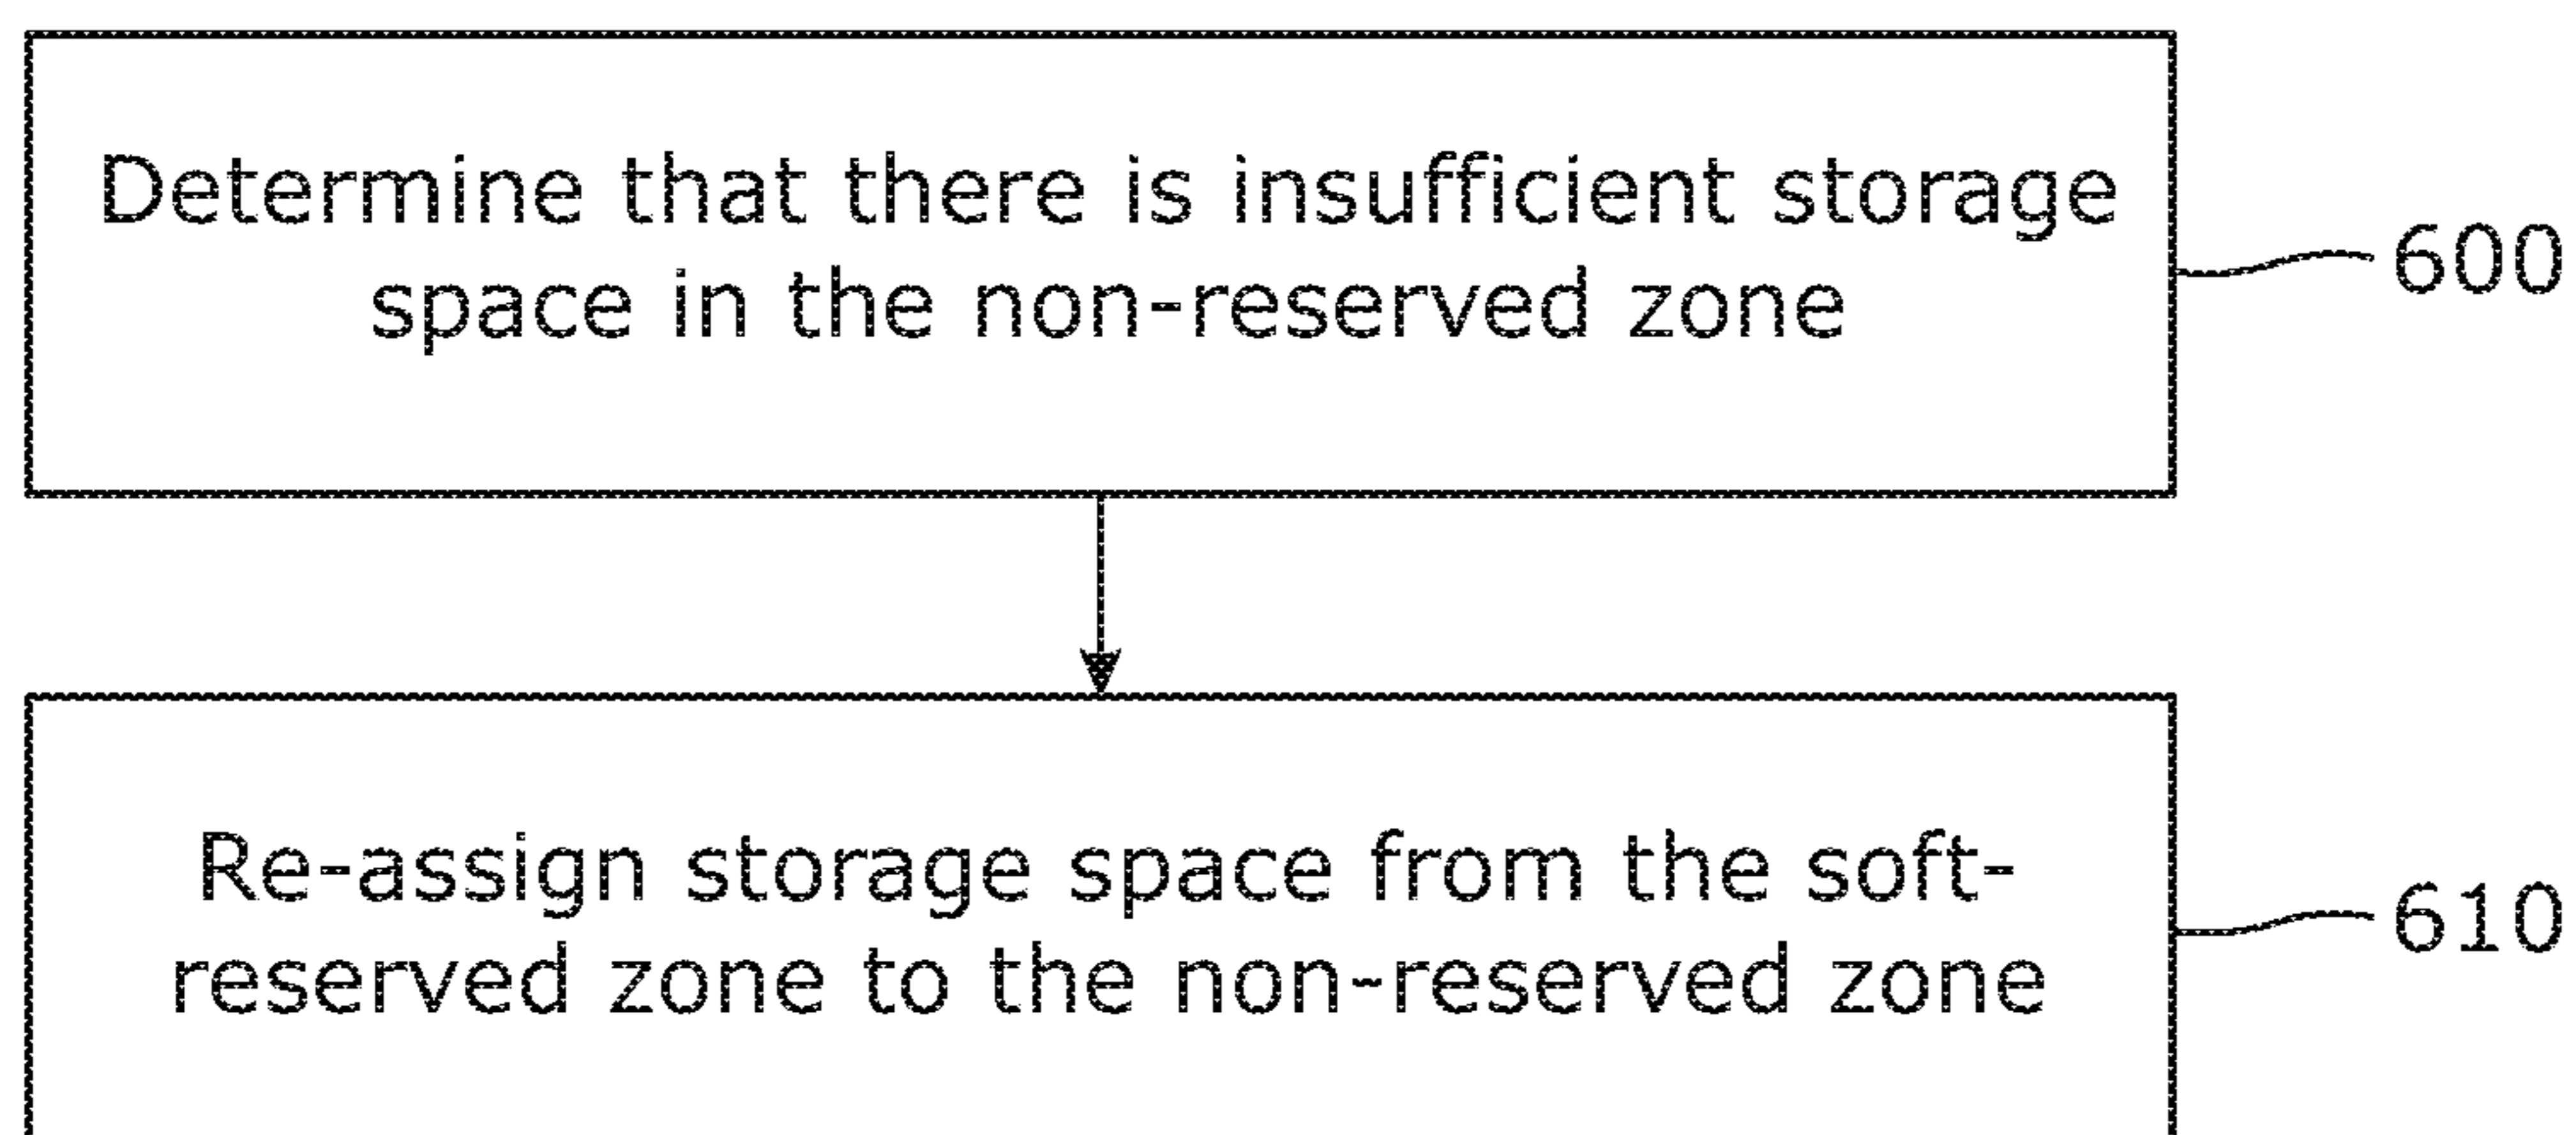 Determine that there is insufficient storage
space in the non-reserved zone
600
Re-assign storage space from the soft-
reserved zone to the non-reserved zone
610